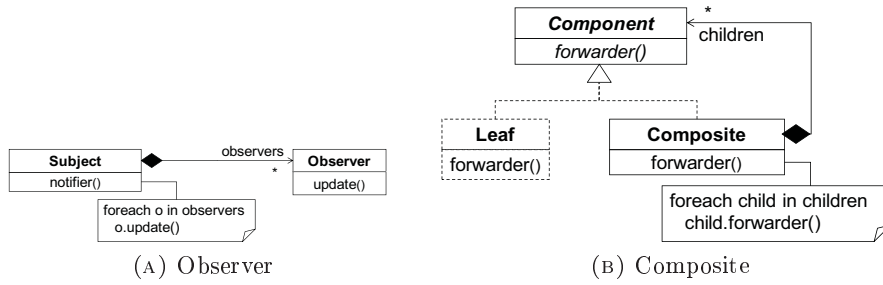 Subject
notifier()
observers
*
Observer
update()
foreach o in observers
o.update()
(A) Observer
Component
forwarder()
*
children
Leaf
forwarder()
Composite
forwarder()
foreach child in children
child.forwarder()
(B) Composite